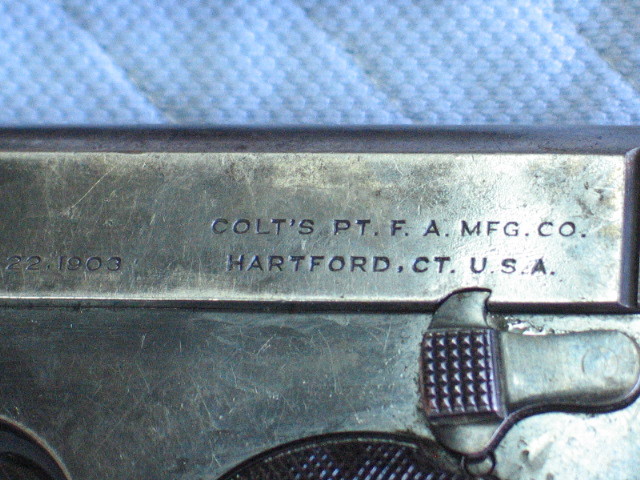 COLT'S PT. F. A. MFG. CO.
22.1903 HARTFORD, CT. U.S.A.